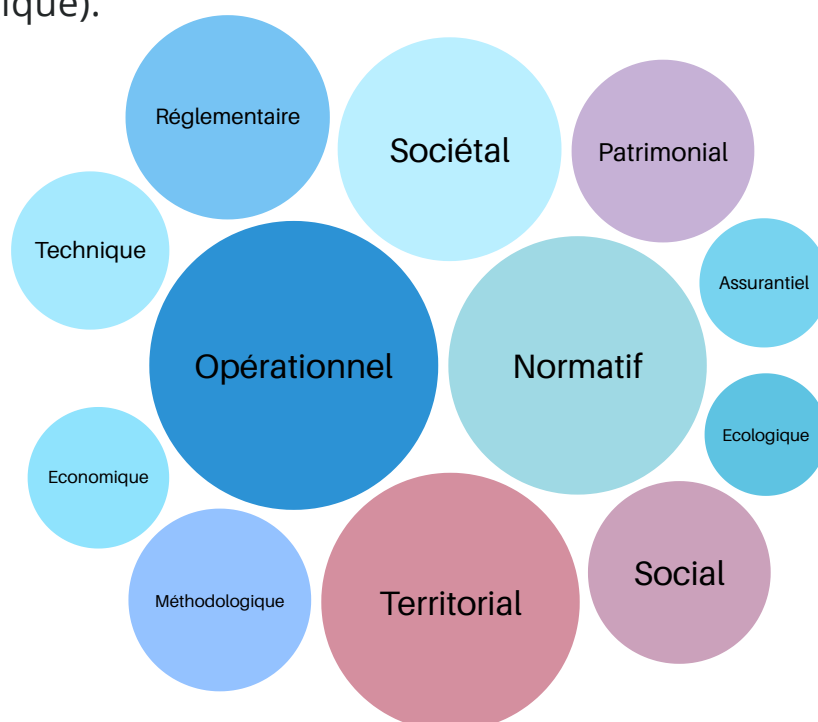 ique).
Réglementaire
Sociétal
Patrimonial
Technique
Assurantiel
Opérationnel
Normatif
Ecologique
Economique
Social
Méthodologique
Territorial